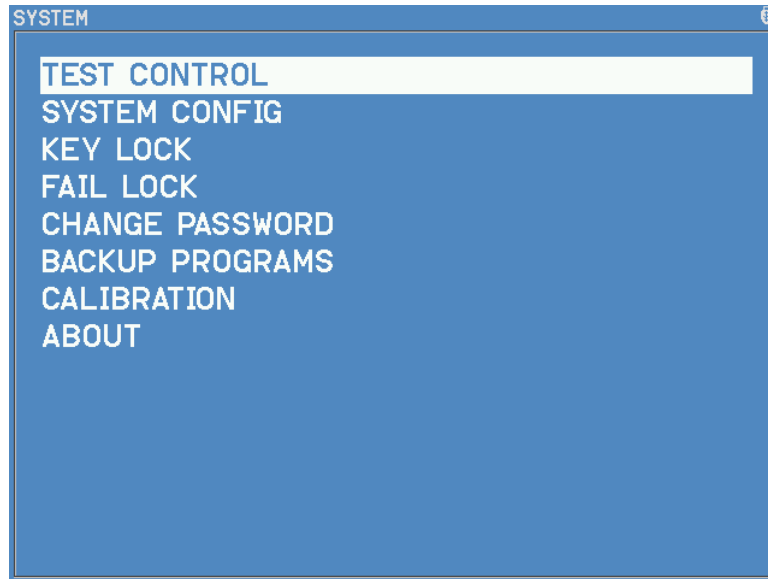 SYSTEM
TEST CONTROL
SYSTEM CONFIG
KEY LOCK
FAIL LOCK
CHANGE PASSWORD
BACKUP PROGRAMS
CALIBRATION
ABOUT